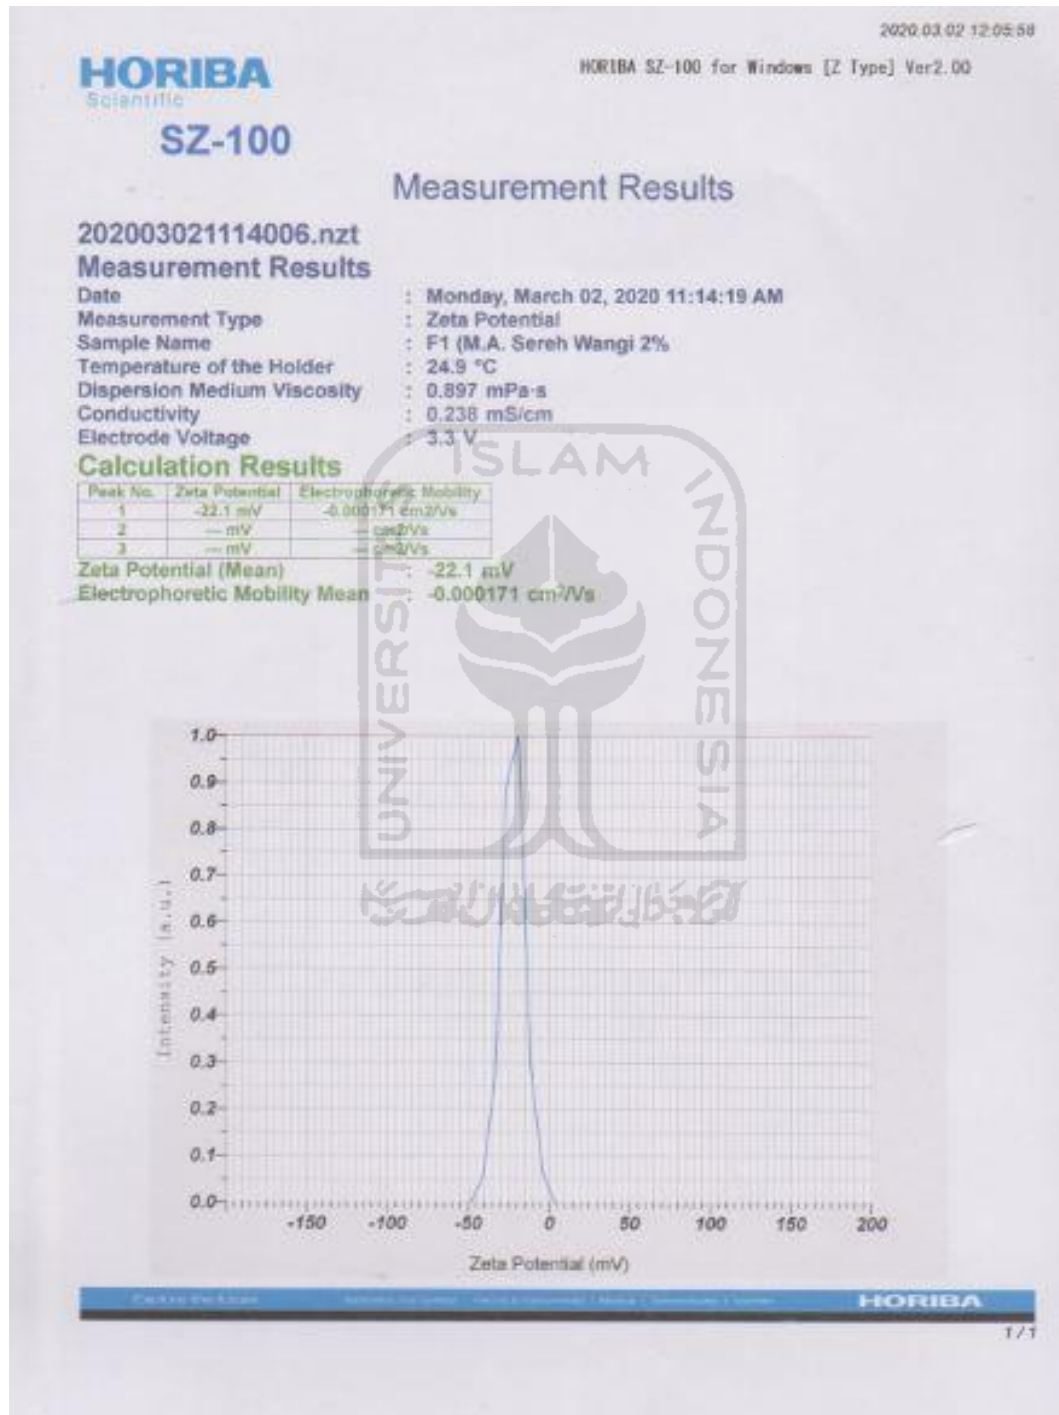 2020.03.02 12:05:58
HORIBA
Scientific
HORIBA SZ-100 for Windows [Z Type] Ver2.00
SZ-100
Measurement Results
202003021114006.nzt
Measurement Results
Date : Monday, March 02, 2020 11:14:19 AM
Measurement Type : Zeta Potential
Sample Name : F1 (M.A. Sereh Wangi 2%
Temperature of the Holder : 24.9 °C
Dispersion Medium Viscosity : 0.897 mPa·s
Conductivity : 0.238 mS/cm
Electrode Voltage : 3.3 V
Calculation Results
Peak No. Zeta Potential Electrophoretic Mobility
1 -22.1 mV -0.000171 cm2/Vs
2 --- mV --- cm2/Vs
3 --- mV --- cm2/Vs
Zeta Potential (Mean) : -22.1 mV
Electrophoretic Mobility Mean : -0.000171 cm²/Vs
UNIVERSITAS
ISLAM
INDONESIA
1.0
0.9
0.8
0.7
0.6
0.5
0.4
0.3
0.2
0.1
0.0
Intensity (a.u.)
-150 -100 -50 0 50 100 150 200
Zeta Potential (mV)
HORIBA
1 / 1